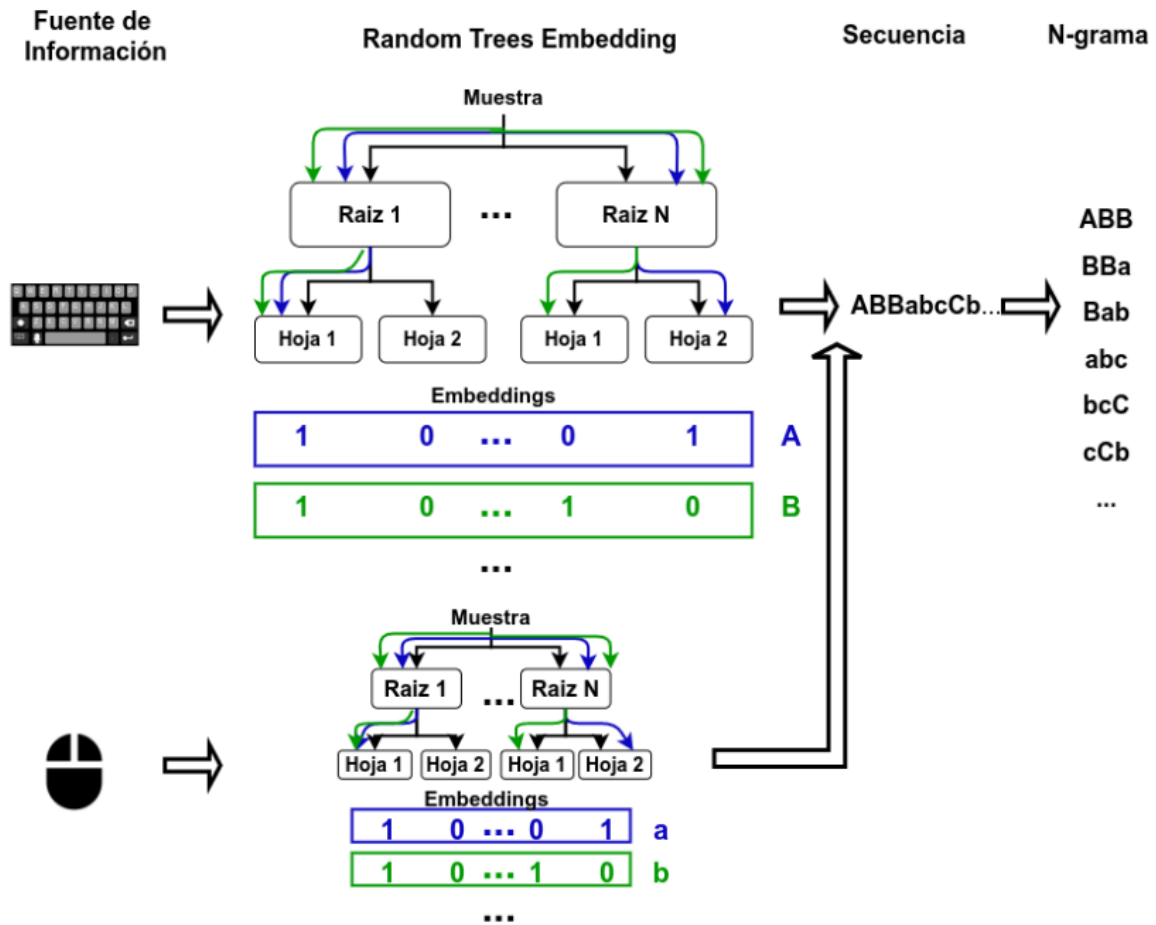 Fuente de
Información
Random Trees Embedding
Secuencia
N-grama
Muestra
Raiz 1
...
Raiz N
Hoja 1
Hoja 2
Hoja 1
Hoja 2
Embeddings
1 0 ... 0 1 A
1 0 ... 1 0 B
...
ABBabcCb...
ABB
BBa
Bab
abc
bcC
cCb
...
Muestra
Raiz 1
...
Raiz N
Hoja 1
Hoja 2
Hoja 1
Hoja 2
Embeddings
1 0 ... 0 1 a
1 0 ... 1 0 b
...